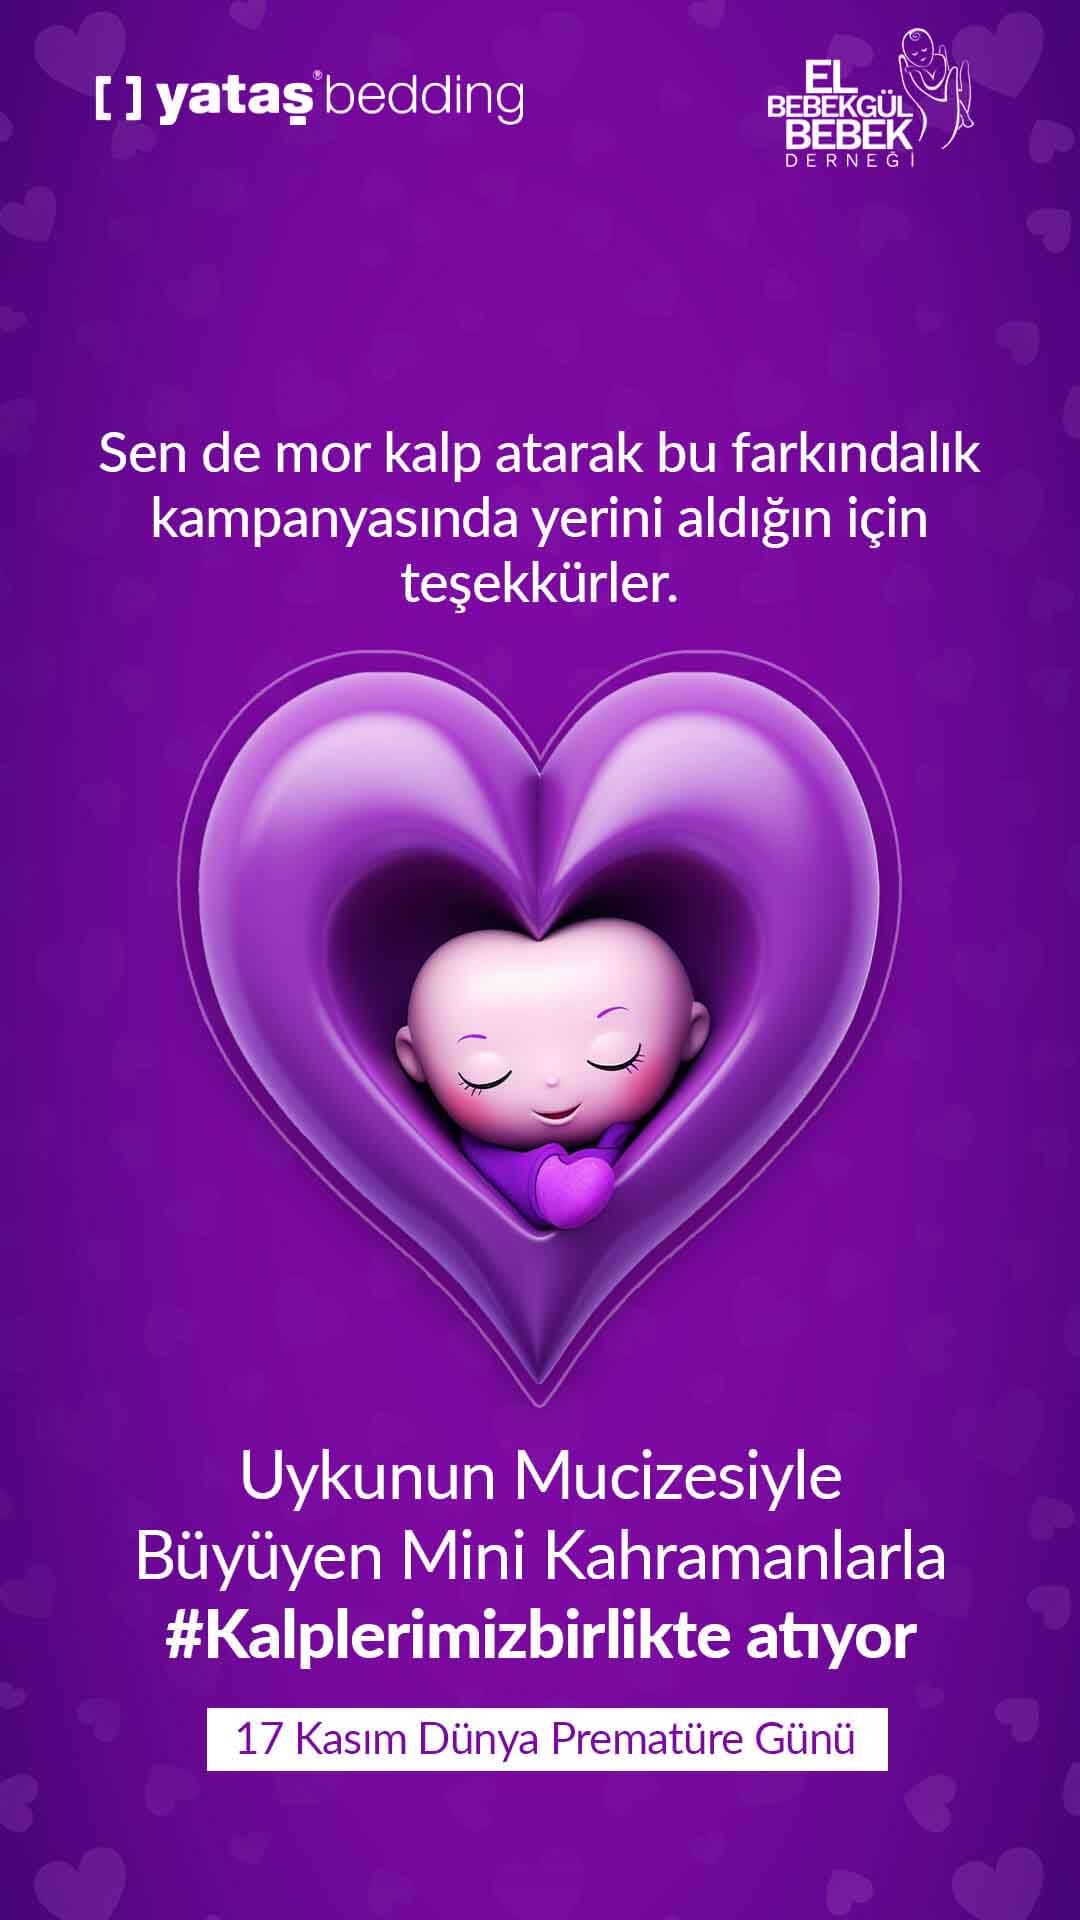 [ ] yataş® bedding
EL
BEBEKGÜL
BEBEK
DERNEĞİ
Sen de mor kalp atarak bu farkındalık
kampanyasında yerini aldığın için
teşekkürler.
Uykunun Mucizesiyle
Büyüyen Mini Kahramanlarla
#Kalplerimizbirlikte atıyor
17 Kasım Dünya Prematüre Günü